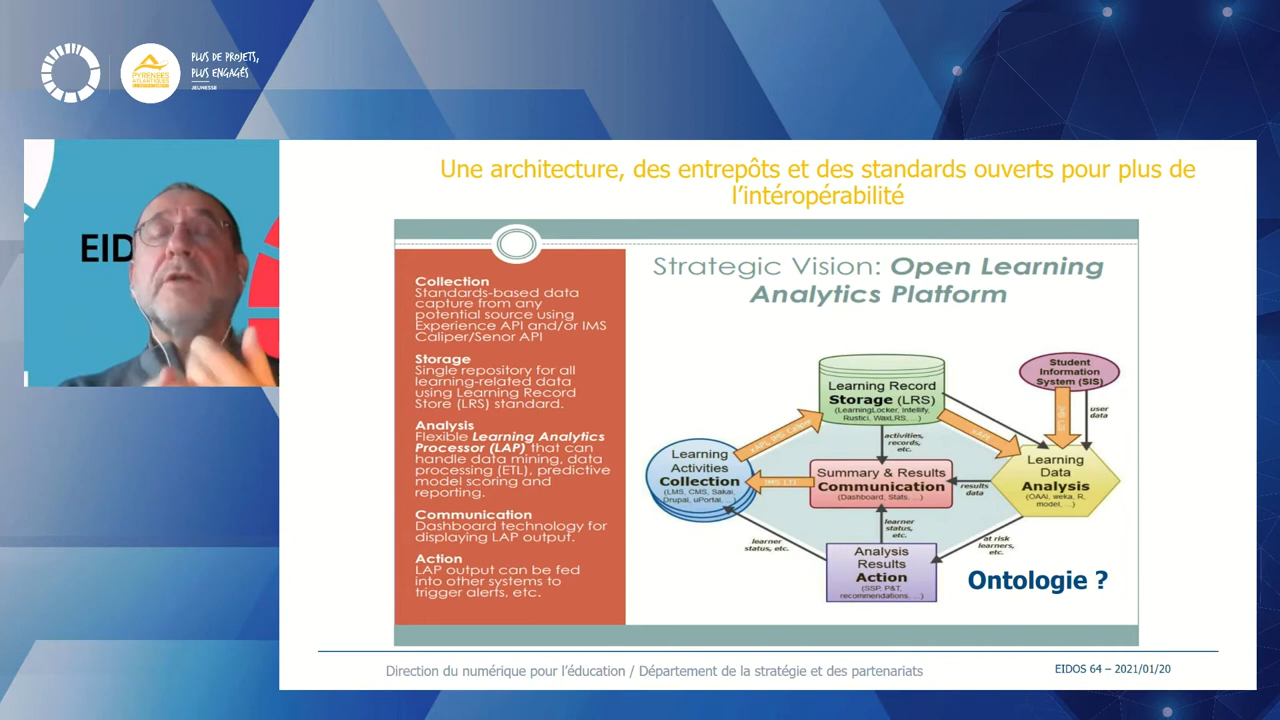 PLUS DE PROJETS,
PLUS ENGAGÉS
JEUNESSE
PYRÉNÉES
ATLANTIQUES
EID
Une architecture, des entrepôts et des standards ouverts pour plus de
l'intéropérabilité
Strategic Vision: Open Learning
Analytics Platform
Collection
Standards-based data
capture from any
potential source using
Experience API and/or IMS
Caliper/Senor API
Storage
Single repository for all
learning-related data
using Learning Record
Store (LRS) standard.
Analysis
Flexible Learning Analytics
Processor (LAP) that can
handle data mining, data
processing (ETL), predictive
model scoring and
reporting.
Communication
Dashboard technology for
displaying LAP output.
Action
LAP output can be fed
into other systems to
trigger alerts, etc.
Learning Record
Storage (LRS)
(LearningLocker, Intellify,
Rustici, WaxLRS, ...)
Student
Information
System (SIS)
user
data
xAPI, IMS Caliper
xAPI
activities,
records,
etc.
Learning
Activities
Collection
(LMS, CMS, Sakai,
Drupal, uPortal, ...)
IMS LTI
Summary & Results
Communication
(Dashboard, Stats, ...)
results
data
Learning
Data
Analysis
(OAAI, weka, R,
model, ...)
learner
status, etc.
learner
status,
etc.
at risk
learners,
etc.
Analysis
Results
Action
(SSP, P&T,
recommendations, ...)
Ontologie ?
Direction du numérique pour l'éducation / Département de la stratégie et des partenariats
EIDOS 64 – 2021/01/20